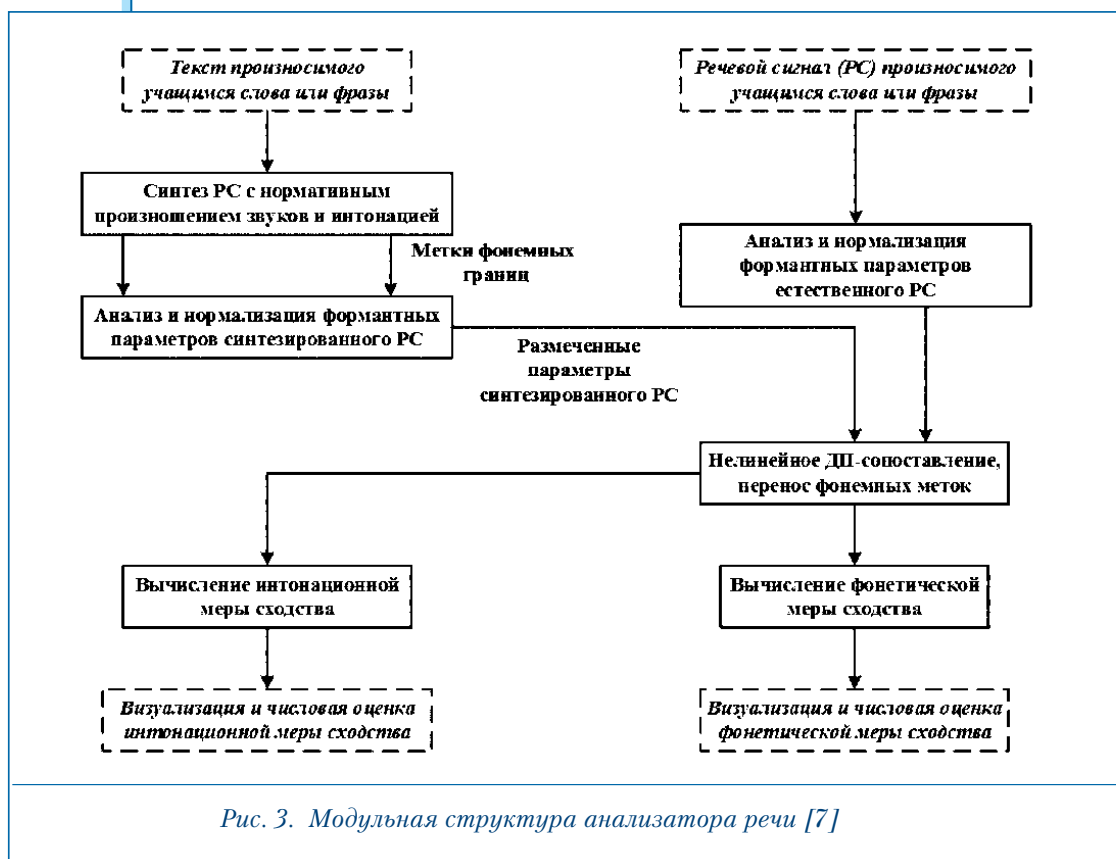 Текст произносимого
учащимся слова или фразы
Речевой сигнал (РС) произносимого
учащимся слова или фразы
Синтез РС с нормативным
произношением звуков и интонацией
Метки фонемных
границ
Анализ и нормализация
формантных параметров
естественного РС
Анализ и нормализация формантных
параметров синтезированного РС
Размеченные
параметры
синтезированного РС
Нелинейное ДП-сопоставление,
перенос фонемных меток
Вычисление интонационной
меры сходства
Вычисление фонетической
меры сходства
Визуализация и числовая оценка
интонационной меры сходства
Визуализация и числовая оценка
фонетической меры сходства
Рис. 3. Модульная структура анализатора речи [7]